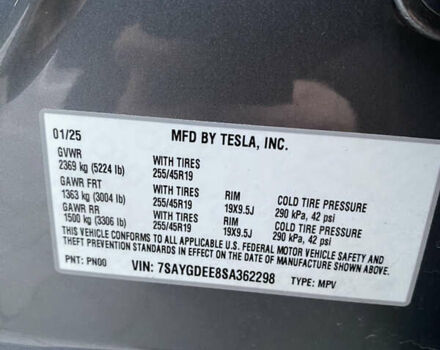 01/25 MFD BY TESLA, INC.
GVWR
2369 kg (5224 lb) WITH TIRES 255/45R19
GAWR FRT
1363 kg (3004 lb) WITH TIRES 255/45R19 RIM 19X9.5J COLD TIRE PRESSURE 290 kPa, 42 psi
GAWR RR
1500 kg (3306 lb) WITH TIRES 255/45R19 RIM 19X9.5J COLD TIRE PRESSURE 290 kPa, 42 psi
THIS VEHICLE CONFORMS TO ALL APPLICABLE U.S. FEDERAL MOTOR VEHICLE SAFETY AND
THEFT PREVENTION STANDARDS IN EFFECT ON THE DATE OF MANUFACTURE SHOWN ABOVE.
PNT: PN00 VIN: 7SAYGDEE8SA362298 TYPE: MPV